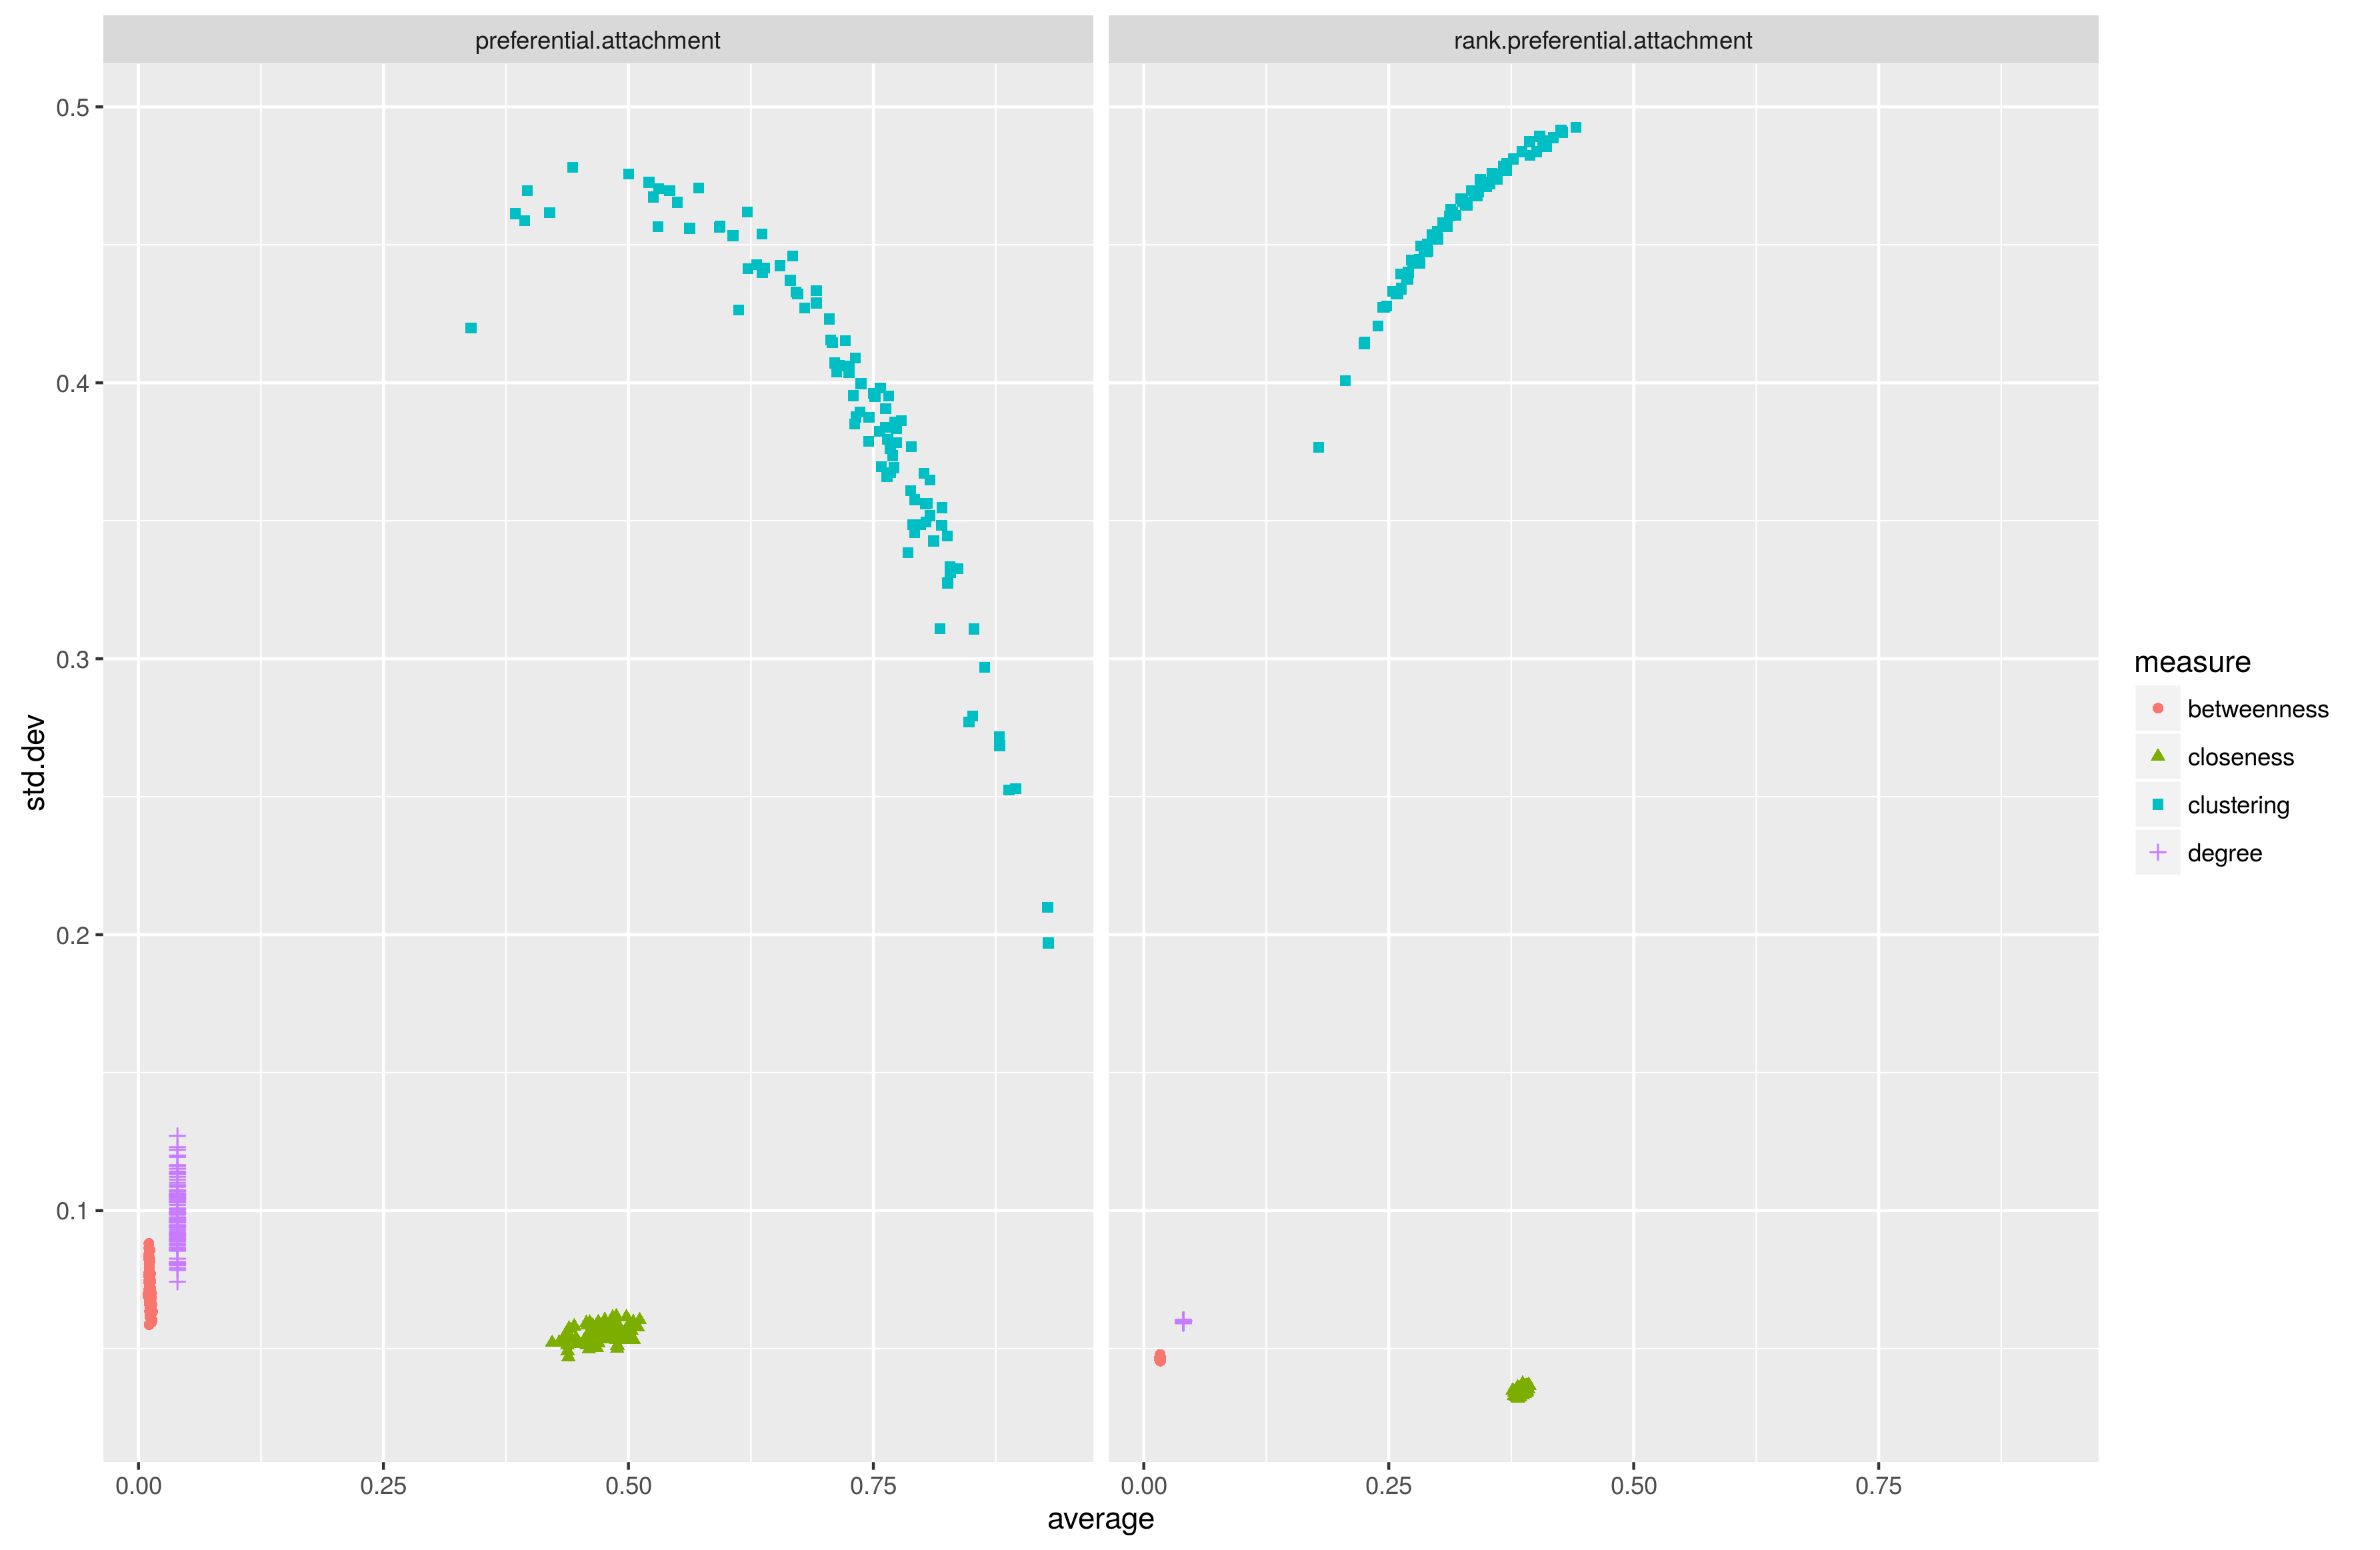 preferential.attachment
rank.preferential.attachment
0.5
0.4
0.3
0.2
0.1
std.dev
0.00 0.25 0.50 0.75
0.00 0.25 0.50 0.75
average
measure
betweenness
closeness
clustering
degree